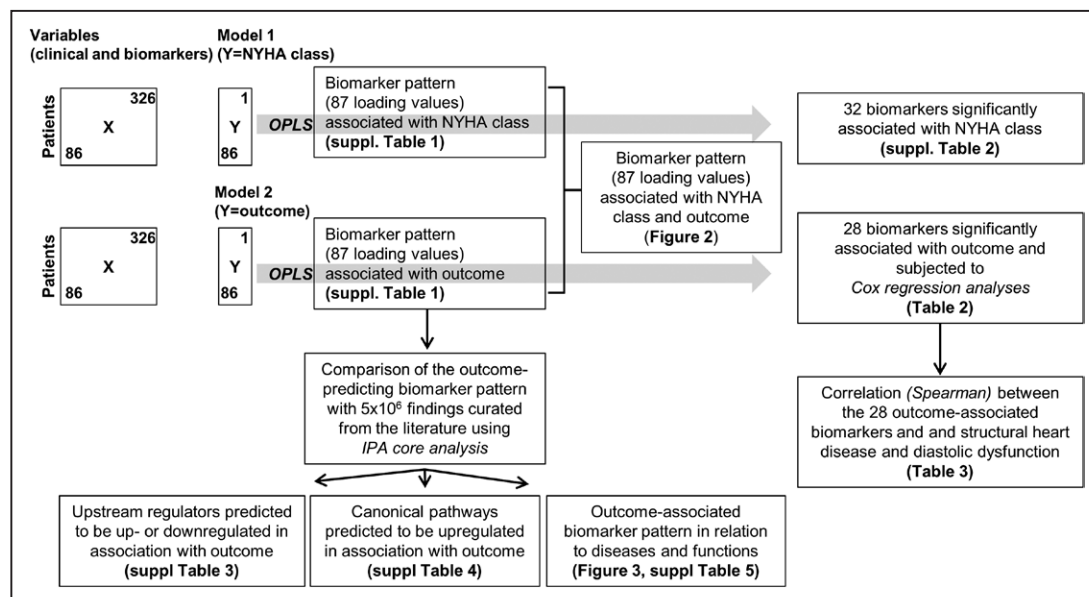 Variables
(clinical and biomarkers)
Model 1
(Y=NYHA class)
Patients
326
X
86
1
Y
86
OPLS
Biomarker pattern
(87 loading values)
associated with NYHA class
(suppl. Table 1)
32 biomarkers significantly
associated with NYHA class
(suppl. Table 2)
Biomarker pattern
(87 loading values)
associated with NYHA
class and outcome
(Figure 2)
Model 2
(Y=outcome)
Patients
326
X
86
1
Y
86
OPLS
Biomarker pattern
(87 loading values)
associated with outcome
(suppl. Table 1)
28 biomarkers significantly
associated with outcome and
subjected to
Cox regression analyses
(Table 2)
Comparison of the outcome-
predicting biomarker pattern
with 5x10⁶ findings curated
from the literature using
IPA core analysis
Correlation (Spearman) between
the 28 outcome-associated
biomarkers and and structural heart
disease and diastolic dysfunction
(Table 3)
Upstream regulators predicted
to be up- or downregulated in
association with outcome
(suppl Table 3)
Canonical pathways
predicted to be upregulated
in association with outcome
(suppl Table 4)
Outcome-associated
biomarker pattern in relation
to diseases and functions
(Figure 3, suppl Table 5)